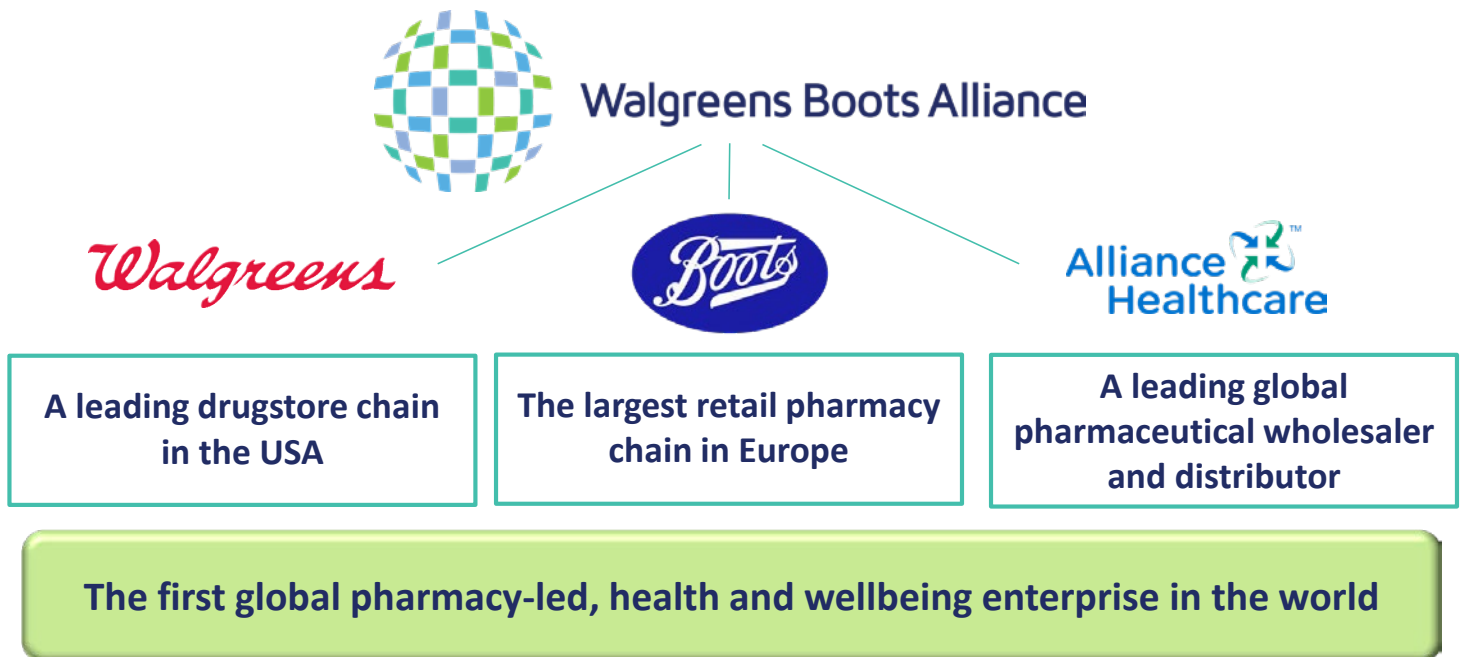 Walgreens Boots Alliance
Walgreens
Boots
Alliance
Healthcare
TM
A leading drugstore chain
in the USA
The largest retail pharmacy
chain in Europe
A leading global
pharmaceutical wholesaler
and distributor
The first global pharmacy-led, health and wellbeing enterprise in the world